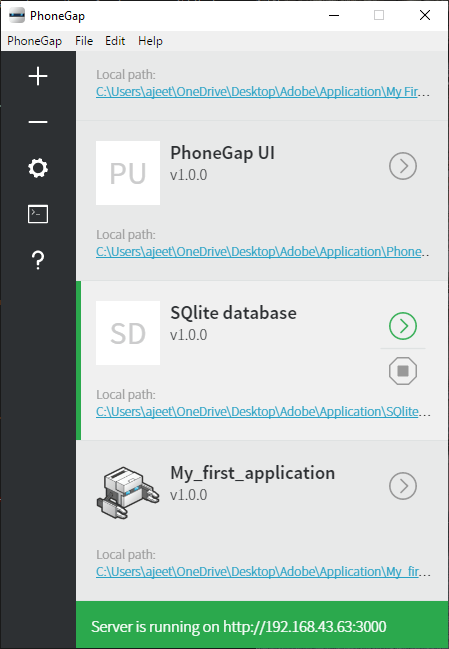 PhoneGap
PhoneGap File Edit Help
Local path:
C:\Users\ajeet\OneDrive\Desktop\Adobe\Application\My Fir...
PU
PhoneGap UI
v1.0.0
Local path:
C:\Users\ajeet\OneDrive\Desktop\Adobe\Application\Phone...
SD
SQlite database
v1.0.0
Local path:
C:\Users\ajeet\OneDrive\Desktop\Adobe\Application\SQlite...
My_first_application
v1.0.0
Local path:
C:\Users\ajeet\OneDrive\Desktop\Adobe\Application\My_fir...
Server is running on http://192.168.43.63:3000